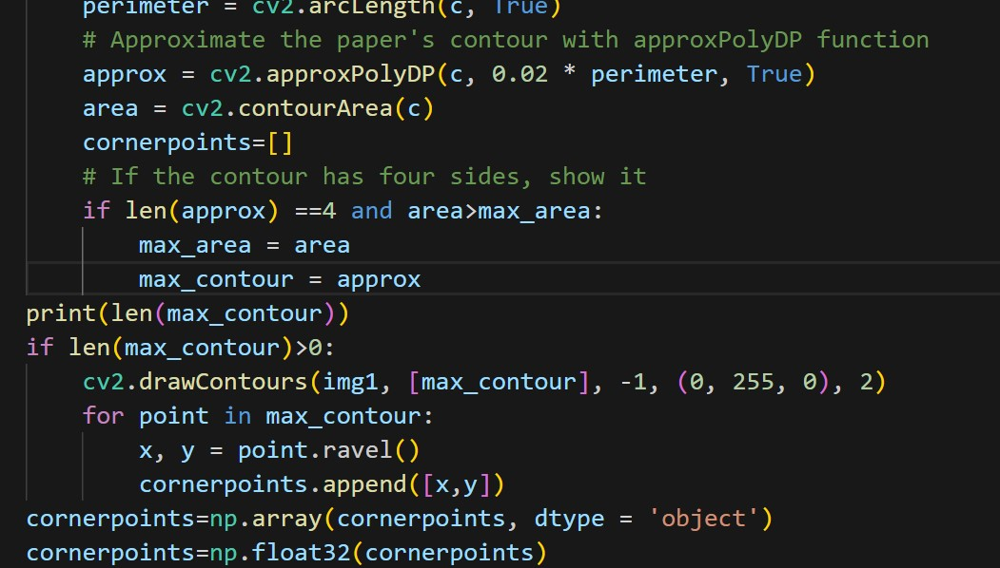 perimeter = cv2.arcLength(c, True)
# Approximate the paper's contour with approxPolyDP function
approx = cv2.approxPolyDP(c, 0.02 * perimeter, True)
area = cv2.contourArea(c)
cornerpoints=[]
# If the contour has four sides, show it
if len(approx) ==4 and area>max_area:
max_area = area
max_contour = approx
print(len(max_contour))
if len(max_contour)>0:
cv2.drawContours(img1, [max_contour], -1, (0, 255, 0), 2)
for point in max_contour:
x, y = point.ravel()
cornerpoints.append([x,y])
cornerpoints=np.array(cornerpoints, dtype = 'object')
cornerpoints=np.float32(cornerpoints)